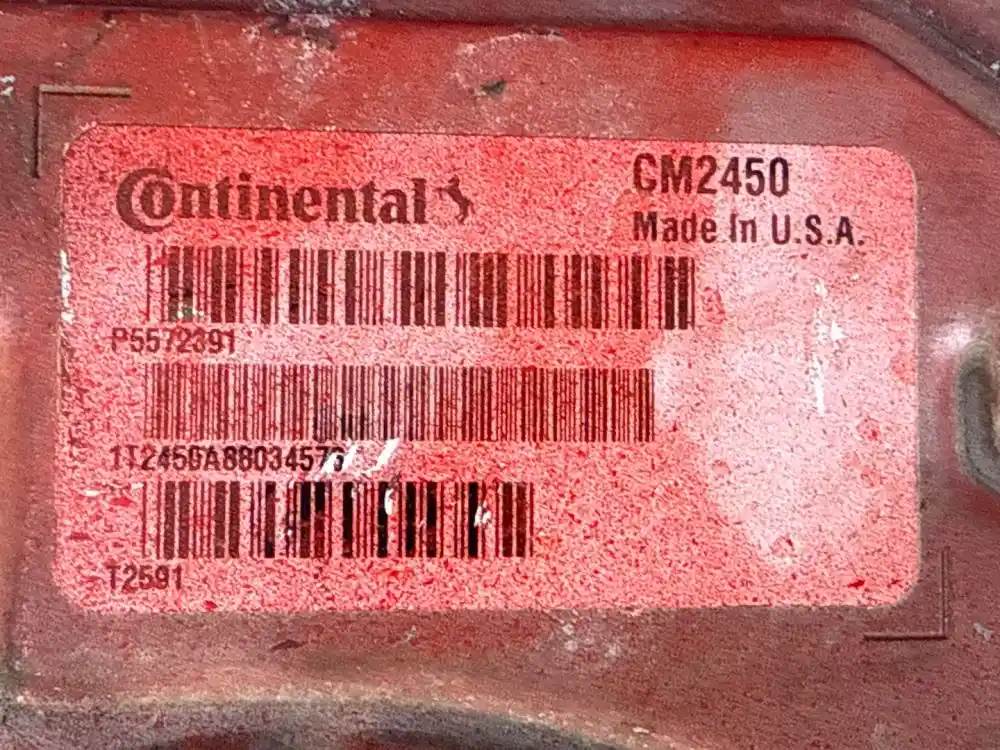 Continental
CM2450
Made In U.S.A.
P5572391
T2591